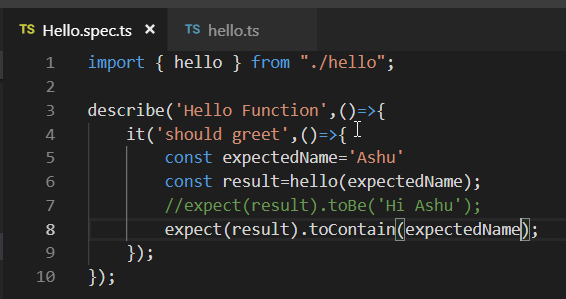 TS Hello.spec.ts × TS hello.ts
1 import { hello } from "./hello";
2
3 describe('Hello Function',()=>{
4     it('should greet',()=>{
5         const expectedName='Ashu'
6         const result=hello(expectedName);
7         //expect(result).toBe('Hi Ashu');
8         expect(result).toContain(expectedName);
9     });
10 });